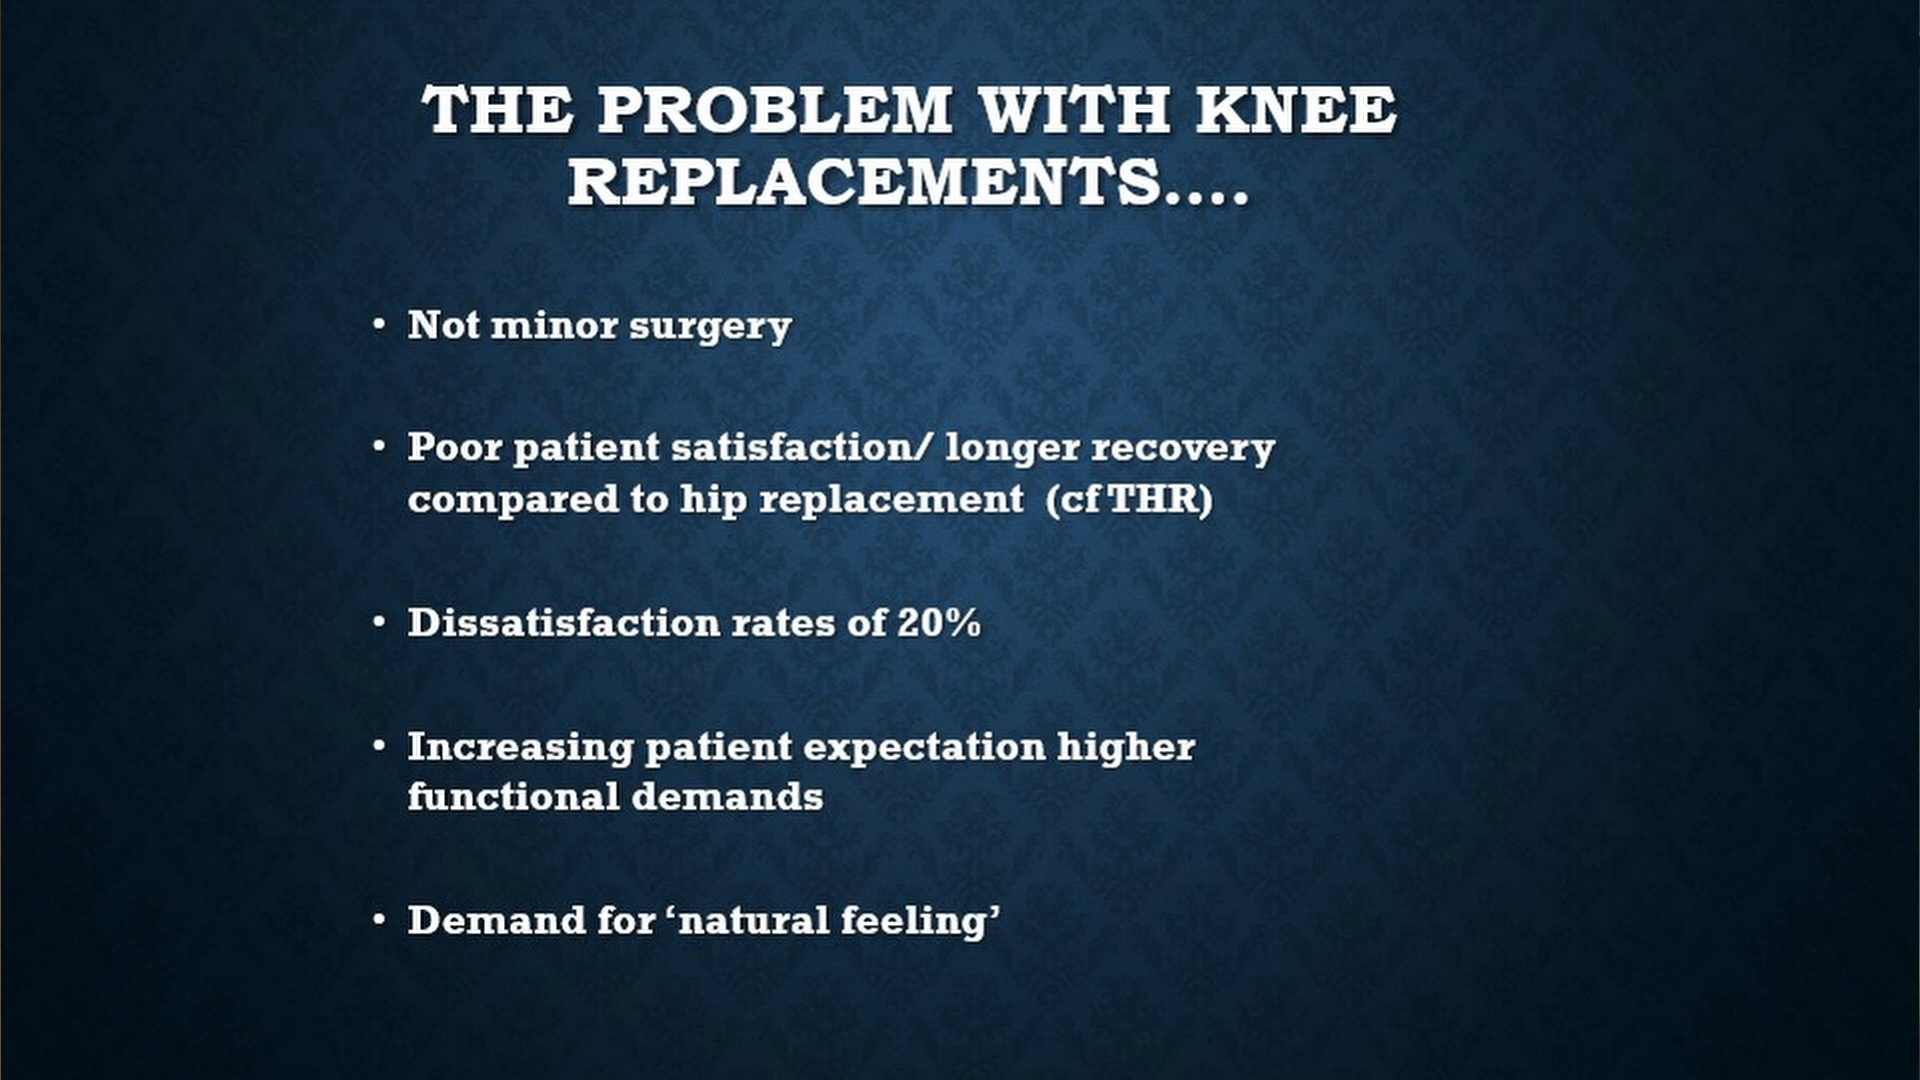 THE PROBLEM WITH KNEE
REPLACEMENTS....
• Not minor surgery
• Poor patient satisfaction/ longer recovery
compared to hip replacement (cf THR)
• Dissatisfaction rates of 20%
• Increasing patient expectation higher
functional demands
• Demand for ‘natural feeling’